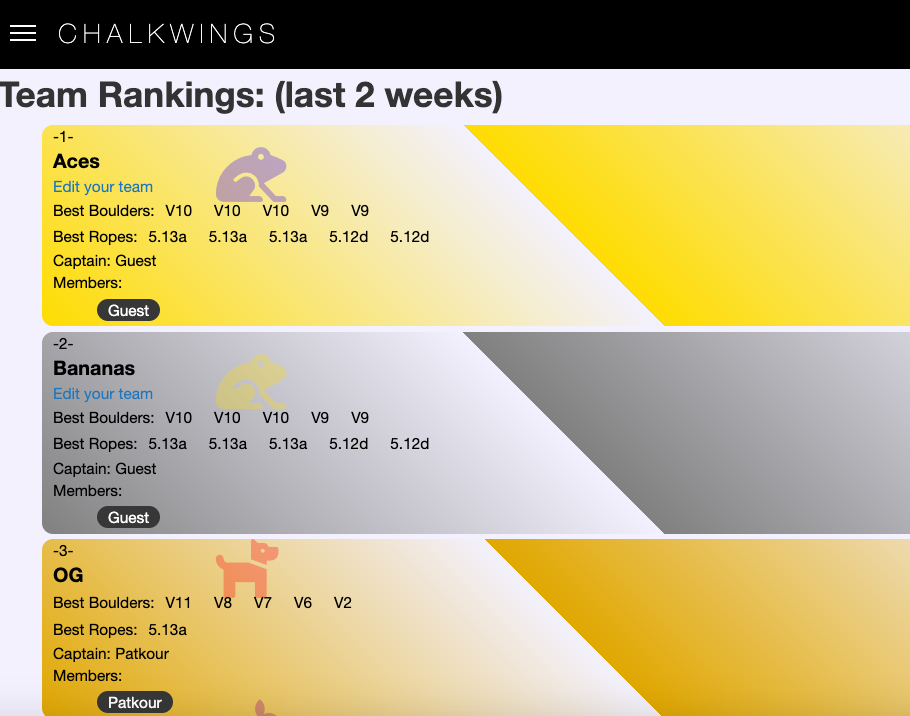 CHALKWINGS
Team Rankings: (last 2 weeks)
-1-
Aces
Edit your team
Best Boulders: V10 V10 V10 V9 V9
Best Ropes: 5.13a 5.13a 5.13a 5.12d 5.12d
Captain: Guest
Members:
Guest
-2-
Bananas
Edit your team
Best Boulders: V10 V10 V10 V9 V9
Best Ropes: 5.13a 5.13a 5.13a 5.12d 5.12d
Captain: Guest
Members:
Guest
-3-
OG
Best Boulders: V11 V8 V7 V6 V2
Best Ropes: 5.13a
Captain: Patkour
Members:
Patkour